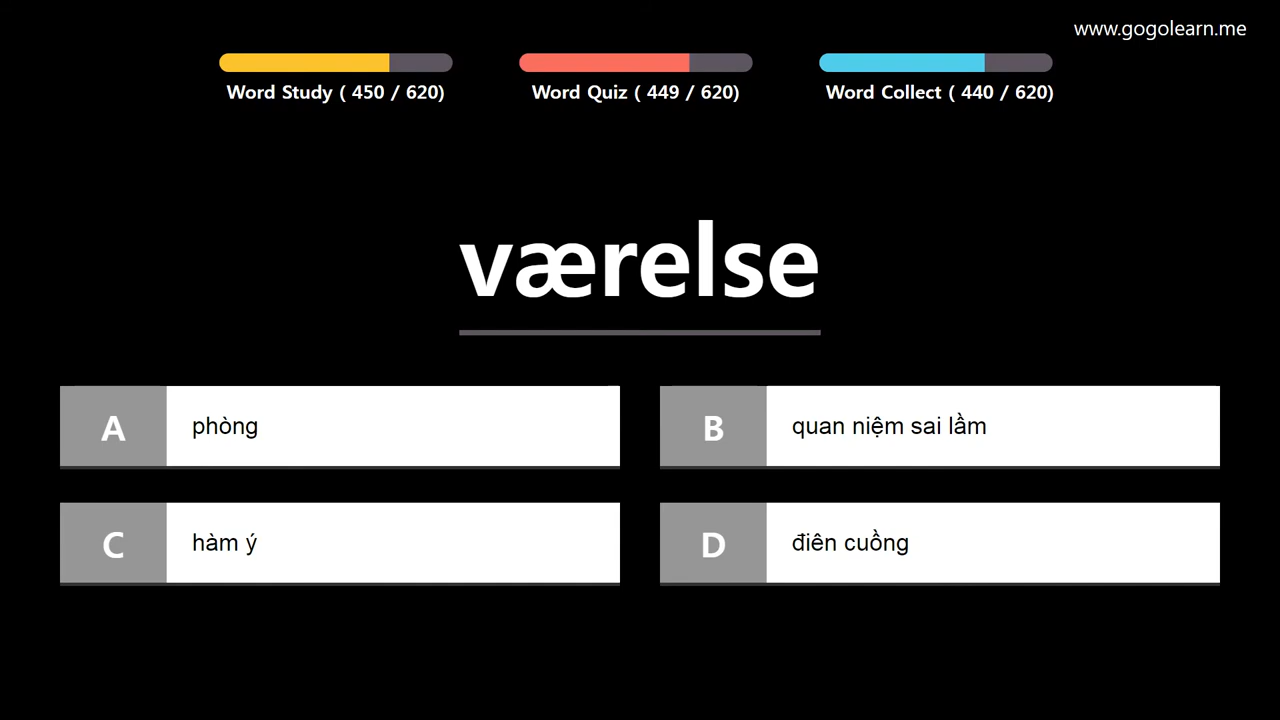 www.gogolearn.me
Word Study ( 450 / 620)
Word Quiz ( 449 / 620)
Word Collect ( 440 / 620)
værelse
A phòng
B quan niệm sai lầm
C hàm ý
D điên cuồng